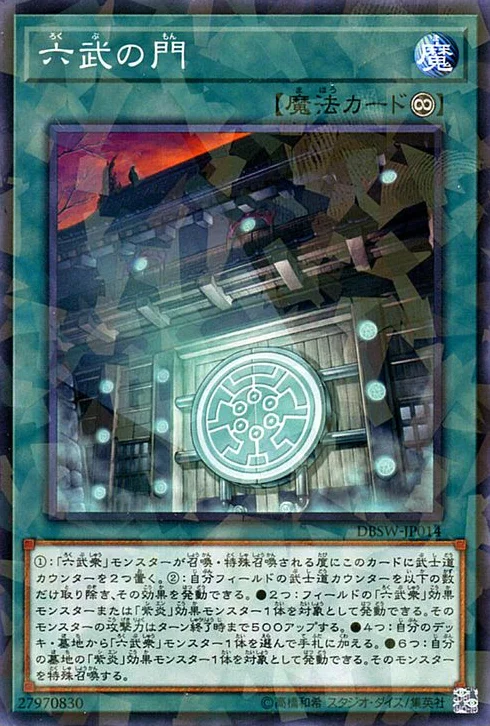 六武の門
【魔法カード∞】
魔
DBSW-JP014
①:「六武衆」モンスターが召喚・特殊召喚される度にこのカードに武士道
カウンターを2つ置く。②:自分フィールドの武士道カウンターを以下の数
だけ取り除き、その効果を発動できる。●2つ:フィールドの「六武衆」効果
モンスターまたは「紫炎」効果モンスター1体を対象として発動できる。その
モンスターの攻撃力はターン終了時まで500アップする。●4つ:自分のデッ
キ・墓地から「六武衆」モンスター1体を選んで手札に加える。●6つ:自分
の墓地の「紫炎」効果モンスター1体を対象として発動できる。そのモンスター
を特殊召喚する。
27970830
©高橋和希 スタジオ・ダイス/集英社